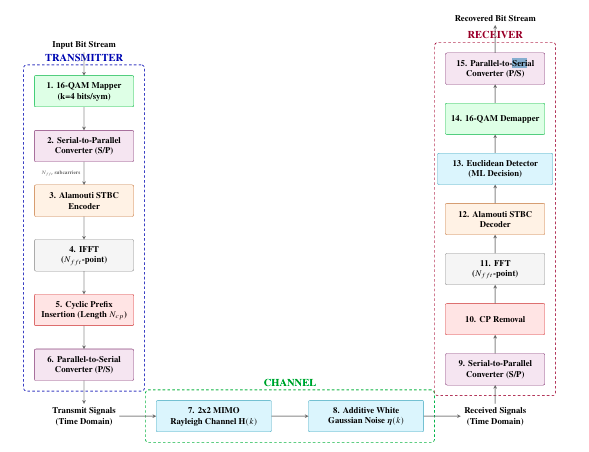 Input Bit Stream
TRANSMITTER
1. 16-QAM Mapper
(k=4 bits/sym)
2. Serial-to-Parallel
Converter (S/P)
N_fft subcarriers
3. Alamouti STBC
Encoder
4. IFFT
(N_fft-point)
5. Cyclic Prefix
Insertion (Length N_cp)
6. Parallel-to-Serial
Converter (P/S)
Transmit Signals
(Time Domain)
CHANNEL
7. 2x2 MIMO
Rayleigh Channel H(k)
8. Additive White
Gaussian Noise η(k)
Received Signals
(Time Domain)
9. Serial-to-Parallel
Converter (S/P)
10. CP Removal
11. FFT
(N_fft-point)
12. Alamouti STBC
Decoder
13. Euclidean Detector
(ML Decision)
14. 16-QAM Demapper
15. Parallel-to-Serial
Converter (P/S)
RECEIVER
Recovered Bit Stream